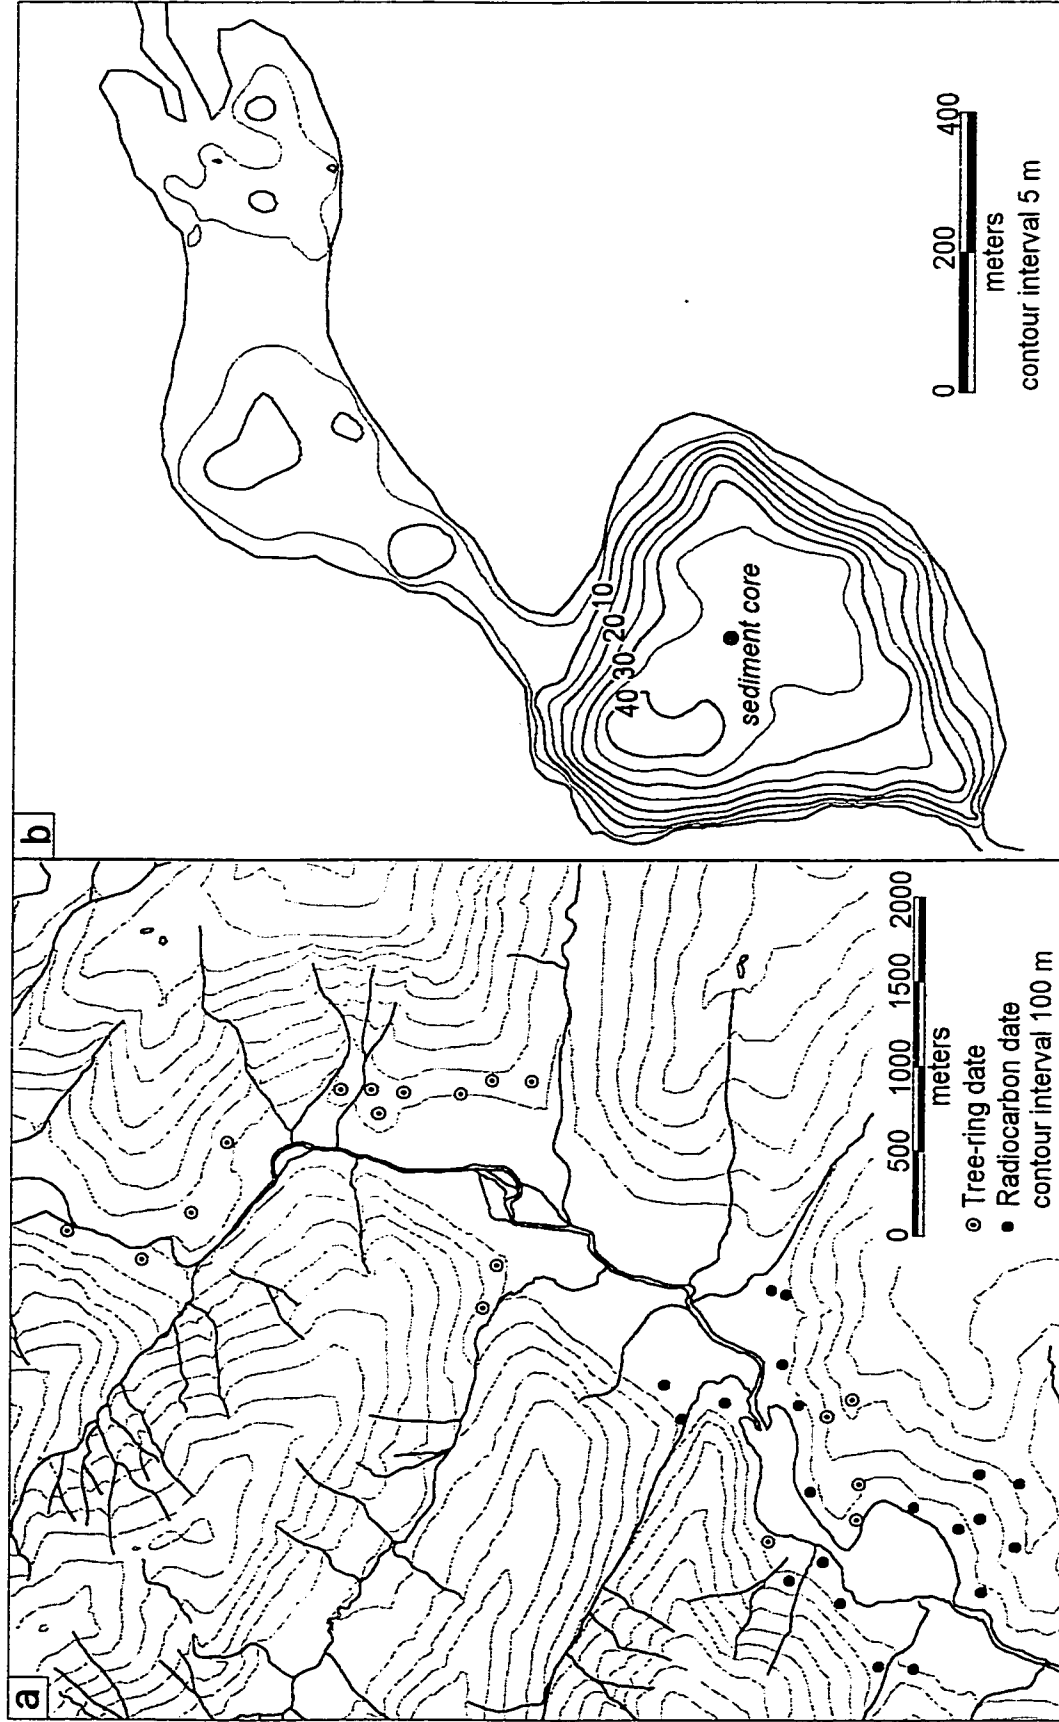 a
0 500 1000 1500 2000
meters
Tree-ring date
Radiocarbon date
contour interval 100 m
b
10
20
30
40
sediment core
0 200 400
meters
contour interval 5 m